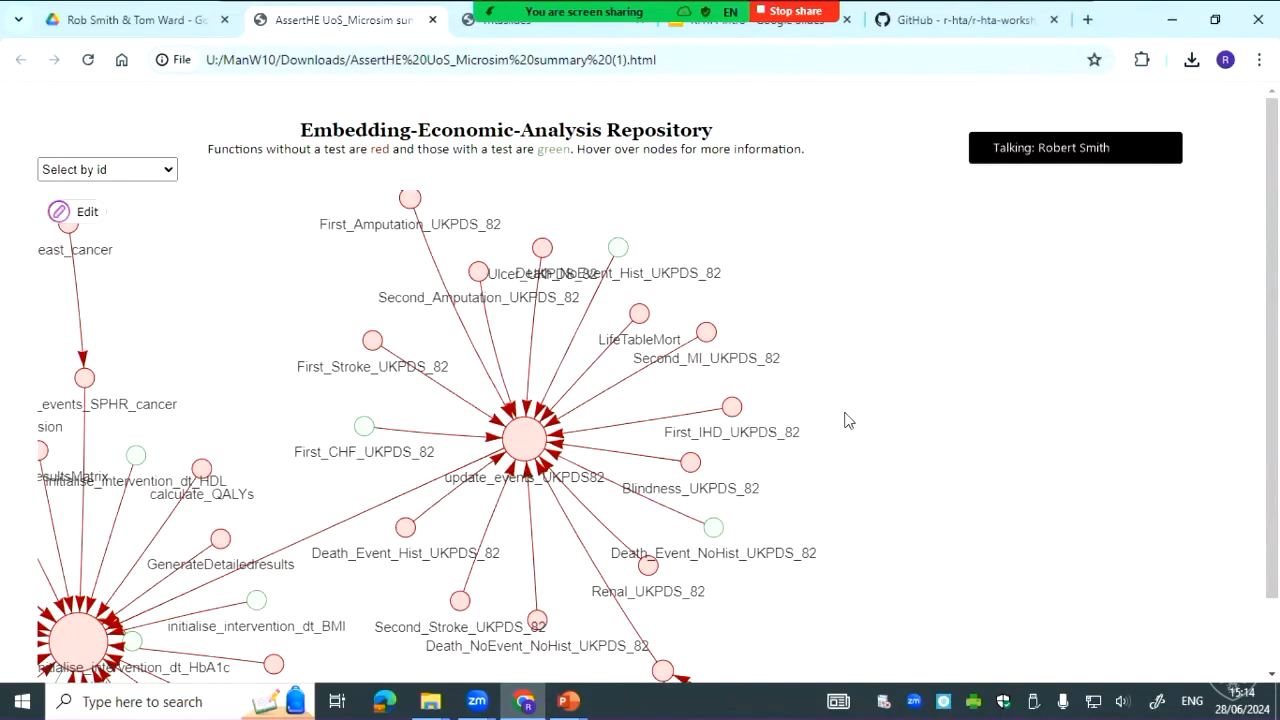 Rob Smith & Tom Ward - Go
AssertHE UoS_Microsim sum
You are screen sharing
EN
Stop share
GitHub - r-hta/r-hta-worksh
File
U:/ManW10/Downloads/AssertHE%20UoS_Microsim%20summary%20(1).html
R
Embedding-Economic-Analysis Repository
Functions without a test are red and those with a test are green. Hover over nodes for more information.
Talking: Robert Smith
Select by id
Edit
First_Amputation_UKPDS_82
east_cancer
Second_Amputation_UKPDS_82
LifeTableMort
Second_MI_UKPDS_82
First_Stroke_UKPDS_82
_events_SPHR_cancer
sion
First_IHD_UKPDS_82
First_CHF_UKPDS_82
update_events_UKPDS82
calculate_QALYs
Blindness_UKPDS_82
Death_Event_Hist_UKPDS_82
Death_Event_NoHist_UKPDS_82
GenerateDetailedresults
Renal_UKPDS_82
initialise_intervention_dt_BMI
Second_Stroke_UKPDS_82
Death_NoEvent_NoHist_UKPDS_82
Type here to search
ENG
15:14
28/06/2024